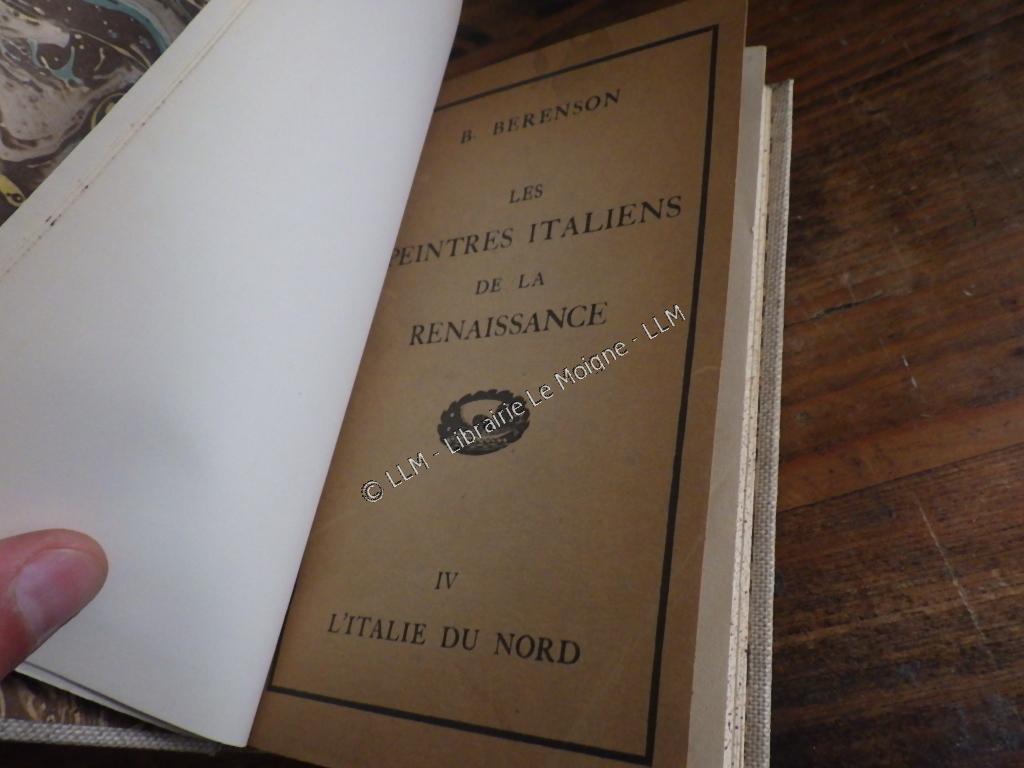 B. BERENSON
LES
PEINTRES ITALIENS
DE LA
RENAISSANCE
© LLM - Librairie Le Moigne - LLM
IV
L'ITALIE DU NORD